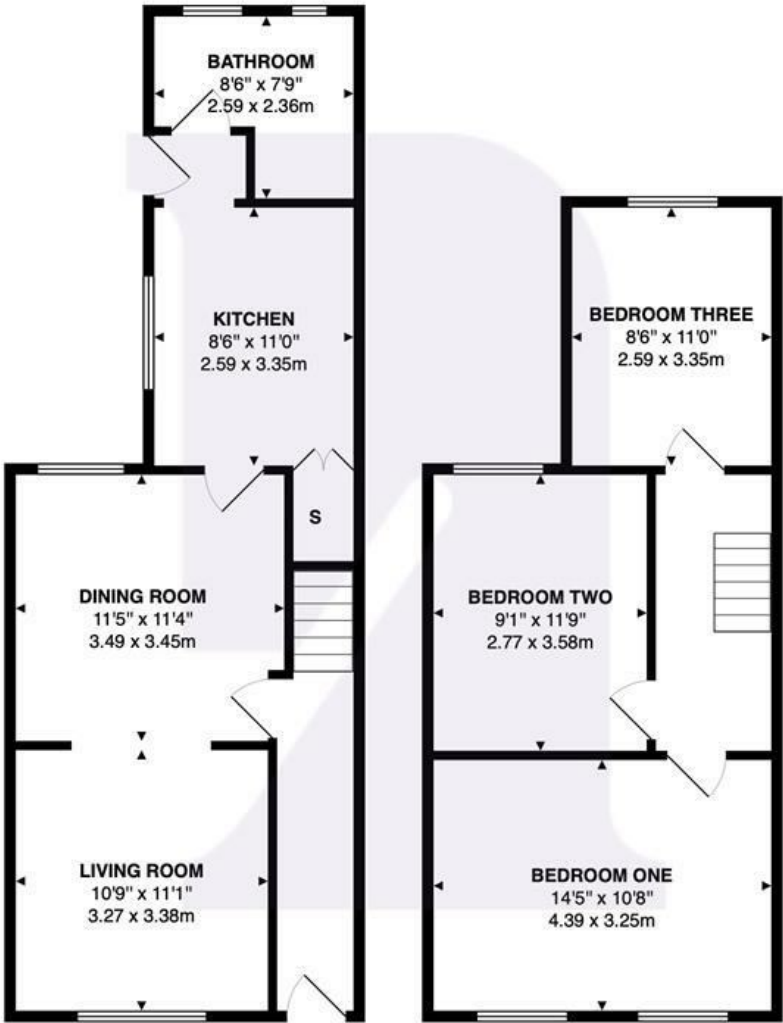 BATHROOM
8'6" x 7'9"
2.59 x 2.36m
KITCHEN
8'6" x 11'0"
2.59 x 3.35m
S
DINING ROOM
11'5" x 11'4"
3.49 x 3.45m
LIVING ROOM
10'9" x 11'1"
3.27 x 3.38m
BEDROOM THREE
8'6" x 11'0"
2.59 x 3.35m
BEDROOM TWO
9'1" x 11'9"
2.77 x 3.58m
BEDROOM ONE
14'5" x 10'8"
4.39 x 3.25m